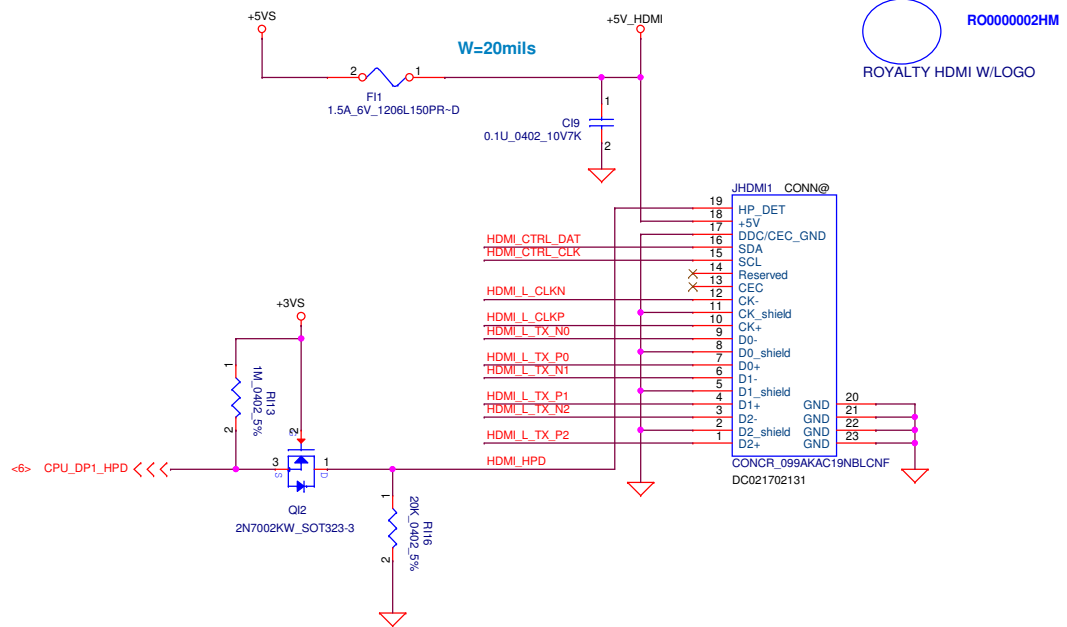 +5VS
+5V_HDMI
RO0000002HM
W=20mils
ROYALTY HDMI W/LOGO
2
1
FI1
1.5A_6V_1206L150PR~D
1
CI9
0.1U_0402_10V7K
2
JHDMI1 CONN@
19 HP_DET
18 +5V
17 DDC/CEC_GND
HDMI_CTRL_DAT 16 SDA
HDMI_CTRL_CLK 15 SCL
14 Reserved
13 CEC
HDMI_L_CLKN 12 CK-
11 CK_shield
HDMI_L_CLKP 10 CK+
HDMI_L_TX_N0 9 D0-
8 D0_shield
HDMI_L_TX_P0 7 D0+
HDMI_L_TX_N1 6 D1-
5 D1_shield
HDMI_L_TX_P1 4 D1+ GND 20
HDMI_L_TX_N2 3 D2- GND 21
2 D2_shield GND 22
HDMI_L_TX_P2 1 D2+ GND 23
CONCR_099AKAC19NBLCNF
DC021702131
+3VS
1
RI13
1M_0402_5%
2
2
G
<6> CPU_DP1_HPD
3
S
1
D
HDMI_HPD
QI2
2N7002KW_SOT323-3
1
RI16
20K_0402_5%
2